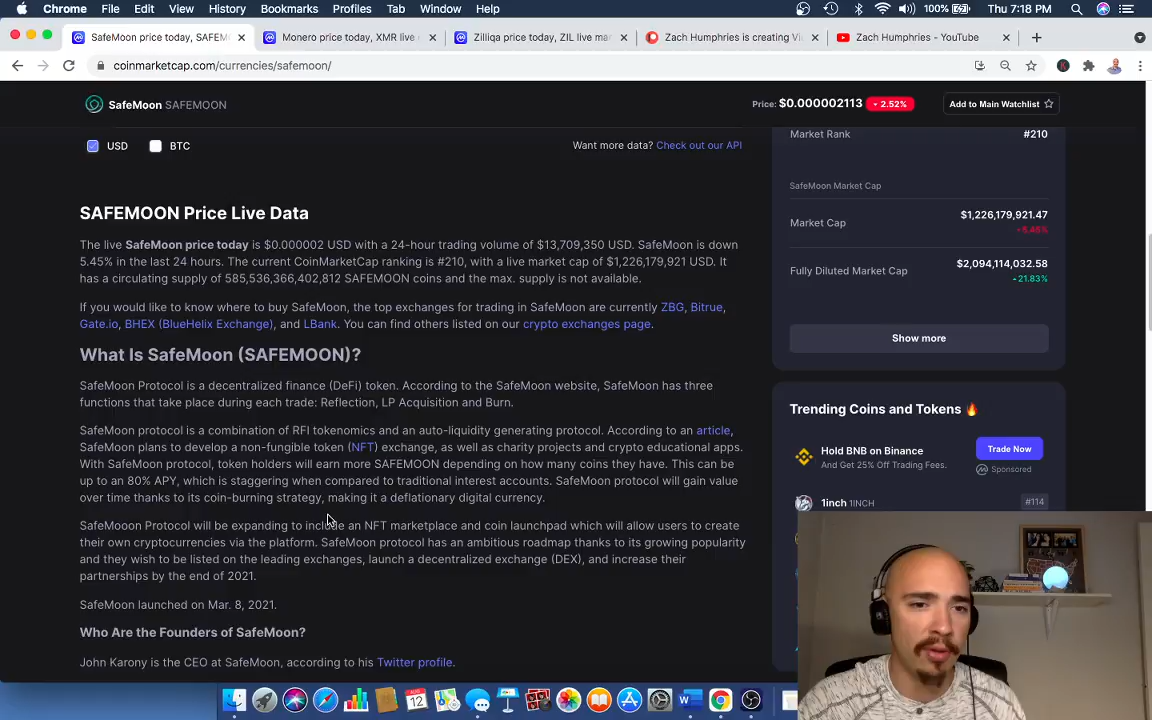 Chrome File Edit View History Bookmarks Profiles Tab Window Help 100% Thu 7:18 PM
SafeMoon price today, SAFEM Monero price today, XMR live Zilliqa price today, ZIL live ma Zach Humphries is creating Vi Zach Humphries - YouTube
coinmarketcap.com/currencies/safemoon/
SafeMoon SAFEMOON Price: $0.000002113 2.52% Add to Main Watchlist
USD BTC Want more data? Check out our API
Market Rank #210
SafeMoon Market Cap
Market Cap $1,226,179,921.47
5.45%
Fully Diluted Market Cap $2,094,114,032.58
21.83%
Show more
SAFEMOON Price Live Data
The live SafeMoon price today is $0.000002 USD with a 24-hour trading volume of $13,709,350 USD. SafeMoon is down
5.45% in the last 24 hours. The current CoinMarketCap ranking is #210, with a live market cap of $1,226,179,921 USD. It
has a circulating supply of 585,536,366,402,812 SAFEMOON coins and the max. supply is not available.
If you would like to know where to buy SafeMoon, the top exchanges for trading in SafeMoon are currently ZBG, Bitrue,
Gate.io, BHEX (BlueHelix Exchange), and LBank. You can find others listed on our crypto exchanges page.
What Is SafeMoon (SAFEMOON)?
SafeMoon Protocol is a decentralized finance (DeFi) token. According to the SafeMoon website, SafeMoon has three
functions that take place during each trade: Reflection, LP Acquisition and Burn.
SafeMoon protocol is a combination of RFI tokenomics and an auto-liquidity generating protocol. According to an article,
SafeMoon plans to develop a non-fungible token (NFT) exchange, as well as charity projects and crypto educational apps.
With SafeMoon protocol, token holders will earn more SAFEMOON depending on how many coins they have. This can be
up to an 80% APY, which is staggering when compared to traditional interest accounts. SafeMoon protocol will gain value
over time thanks to its coin-burning strategy, making it a deflationary digital currency.
SafeMooon Protocol will be expanding to include an NFT marketplace and coin launchpad which will allow users to create
their own cryptocurrencies via the platform. SafeMoon protocol has an ambitious roadmap thanks to its growing popularity
and they wish to be listed on the leading exchanges, launch a decentralized exchange (DEX), and increase their
partnerships by the end of 2021.
SafeMoon launched on Mar. 8, 2021.
Who Are the Founders of SafeMoon?
John Karony is the CEO at SafeMoon, according to his Twitter profile.
Trending Coins and Tokens 🔥
Hold BNB on Binance
And Get 25% Off Trading Fees.
Trade Now
Sponsored
1inch 1INCH #114
12